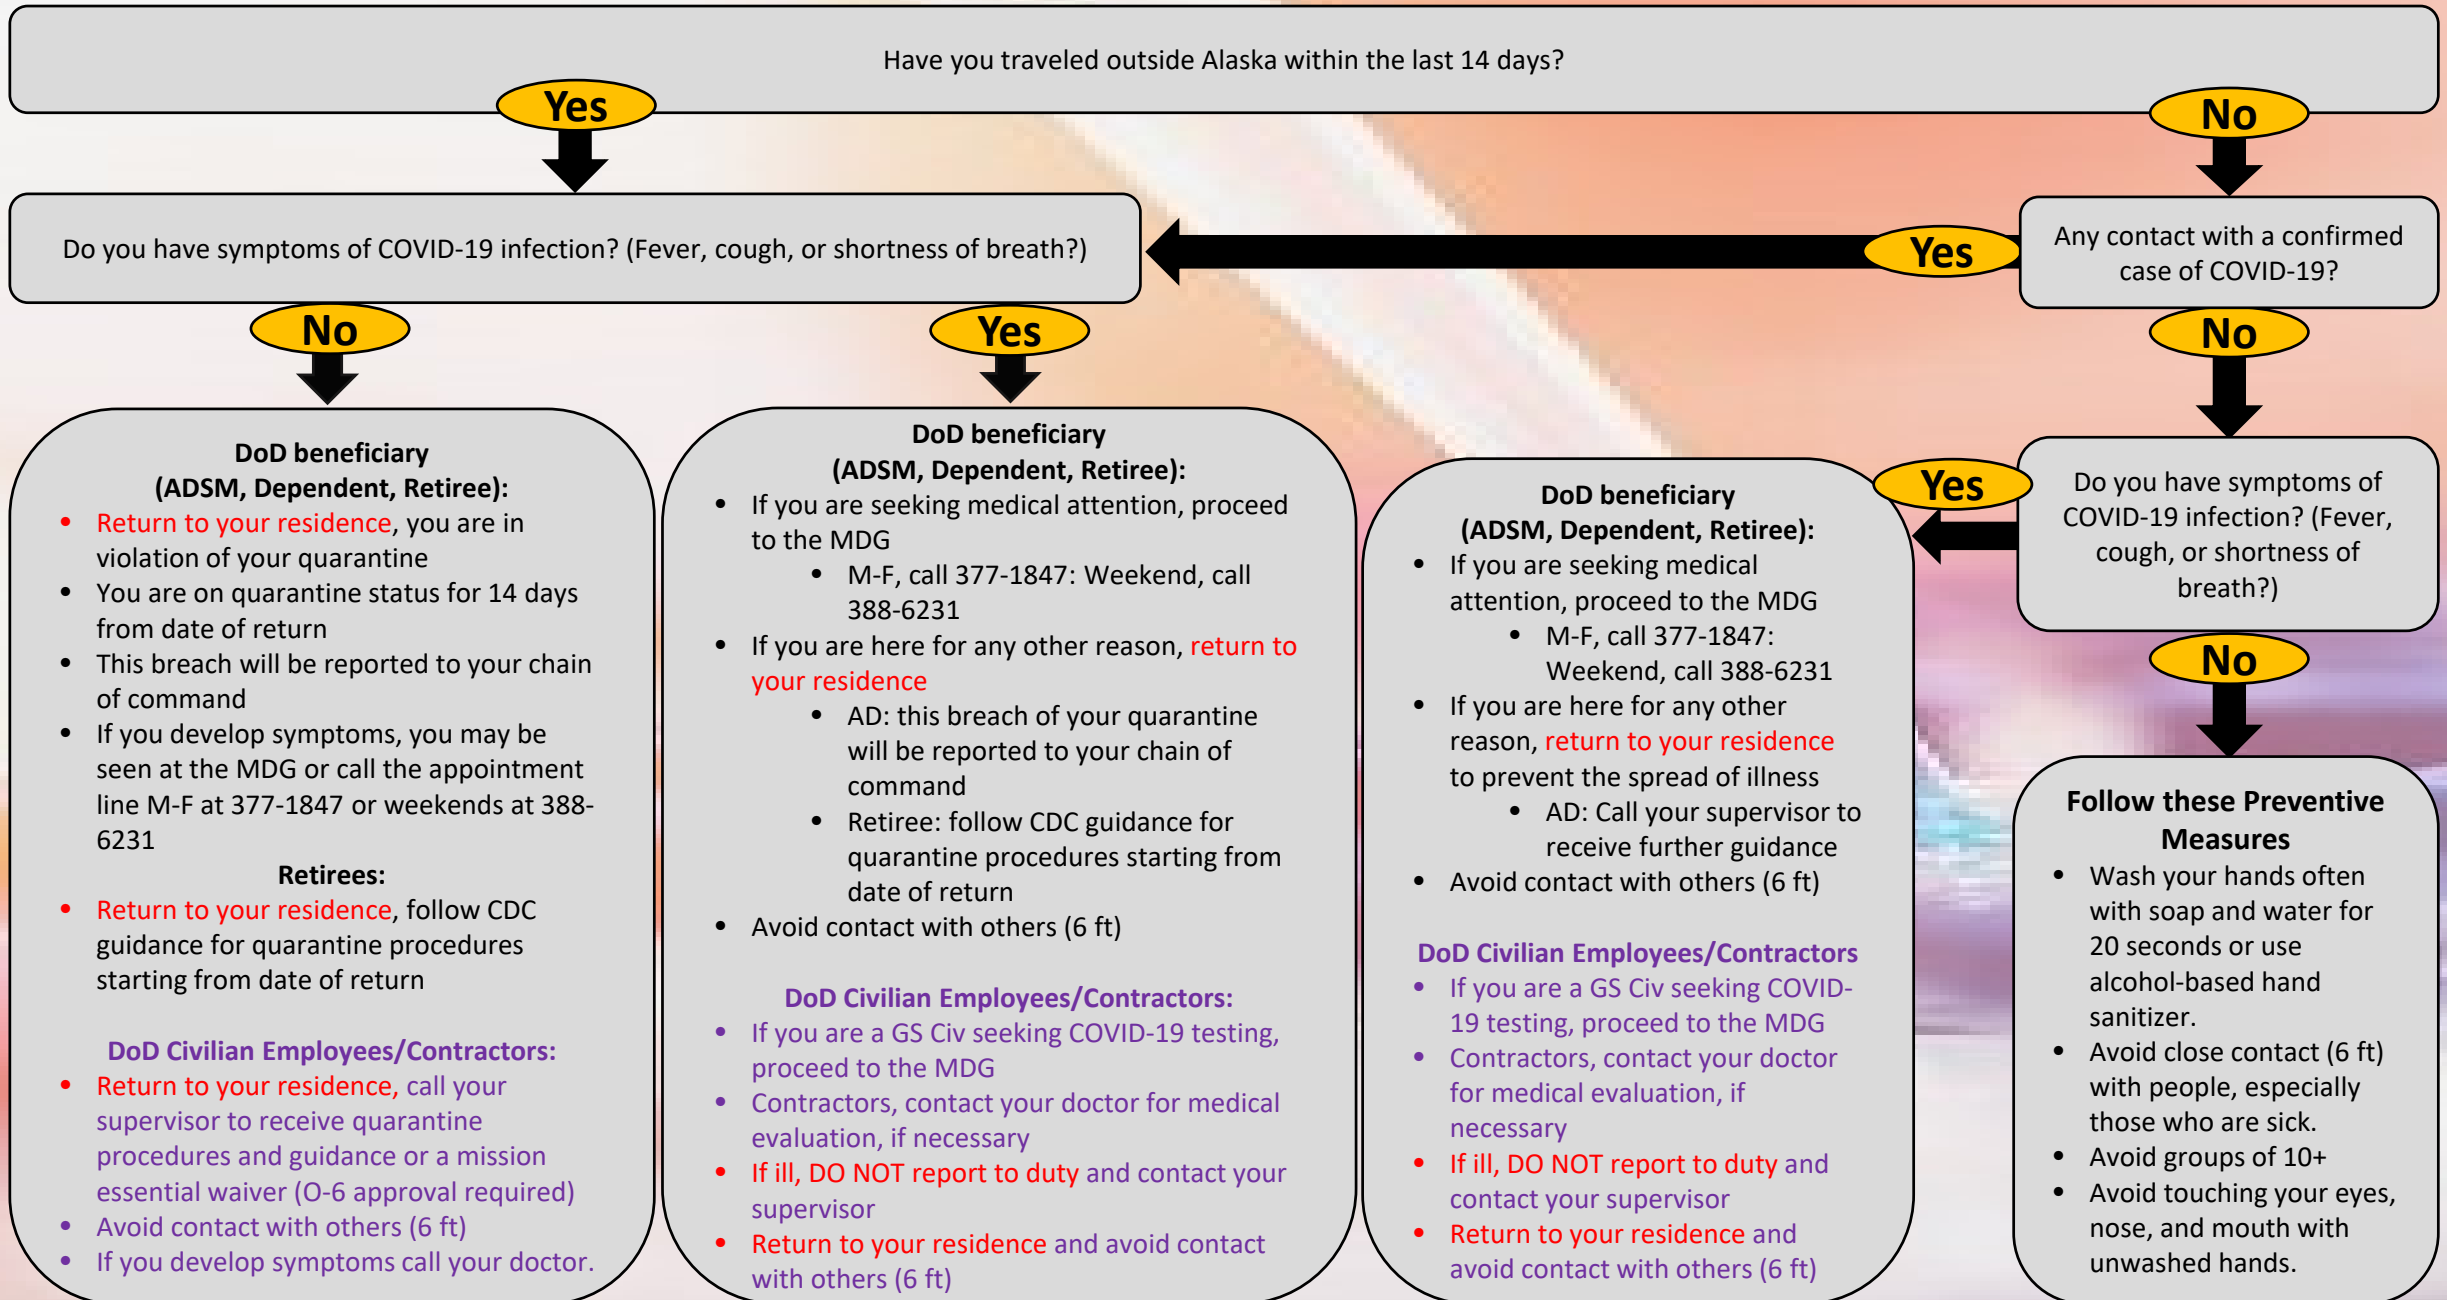 Have you traveled outside Alaska within the last 14 days?
Yes
No
Do you have symptoms of COVID-19 infection? (Fever, cough, or shortness of breath?)
Yes
Any contact with a confirmed
case of COVID-19?
No
Yes
No
DoD beneficiary
(ADSM, Dependent, Retiree):
• Return to your residence, you are in
violation of your quarantine
• You are on quarantine status for 14 days
from date of return
• This breach will be reported to your chain
of command
• If you develop symptoms, you may be
seen at the MDG or call the appointment
line M-F at 377-1847 or weekends at 388-
6231
Retirees:
• Return to your residence, follow CDC
guidance for quarantine procedures
starting from date of return
DoD Civilian Employees/Contractors:
• Return to your residence, call your
supervisor to receive quarantine
procedures and guidance or a mission
essential waiver (O-6 approval required)
• Avoid contact with others (6 ft)
• If you develop symptoms call your doctor.
DoD beneficiary
(ADSM, Dependent, Retiree):
• If you are seeking medical attention, proceed
to the MDG
• M-F, call 377-1847: Weekend, call
388-6231
• If you are here for any other reason, return to
your residence
• AD: this breach of your quarantine
will be reported to your chain of
command
• Retiree: follow CDC guidance for
quarantine procedures starting from
date of return
• Avoid contact with others (6 ft)
DoD Civilian Employees/Contractors:
• If you are a GS Civ seeking COVID-19 testing,
proceed to the MDG
• Contractors, contact your doctor for medical
evaluation, if necessary
• If ill, DO NOT report to duty and contact your
supervisor
• Return to your residence and avoid contact
with others (6 ft)
DoD beneficiary
(ADSM, Dependent, Retiree):
• If you are seeking medical
attention, proceed to the MDG
• M-F, call 377-1847:
Weekend, call 388-6231
• If you are here for any other
reason, return to your residence
to prevent the spread of illness
• AD: Call your supervisor to
receive further guidance
• Avoid contact with others (6 ft)
DoD Civilian Employees/Contractors
• If you are a GS Civ seeking COVID-
19 testing, proceed to the MDG
• Contractors, contact your doctor
for medical evaluation, if
necessary
• If ill, DO NOT report to duty and
contact your supervisor
• Return to your residence and
avoid contact with others (6 ft)
Yes
Do you have symptoms of
COVID-19 infection? (Fever,
cough, or shortness of
breath?)
No
Follow these Preventive
Measures
• Wash your hands often
with soap and water for
20 seconds or use
alcohol-based hand
sanitizer.
• Avoid close contact (6 ft)
with people, especially
those who are sick.
• Avoid groups of 10+
• Avoid touching your eyes,
nose, and mouth with
unwashed hands.